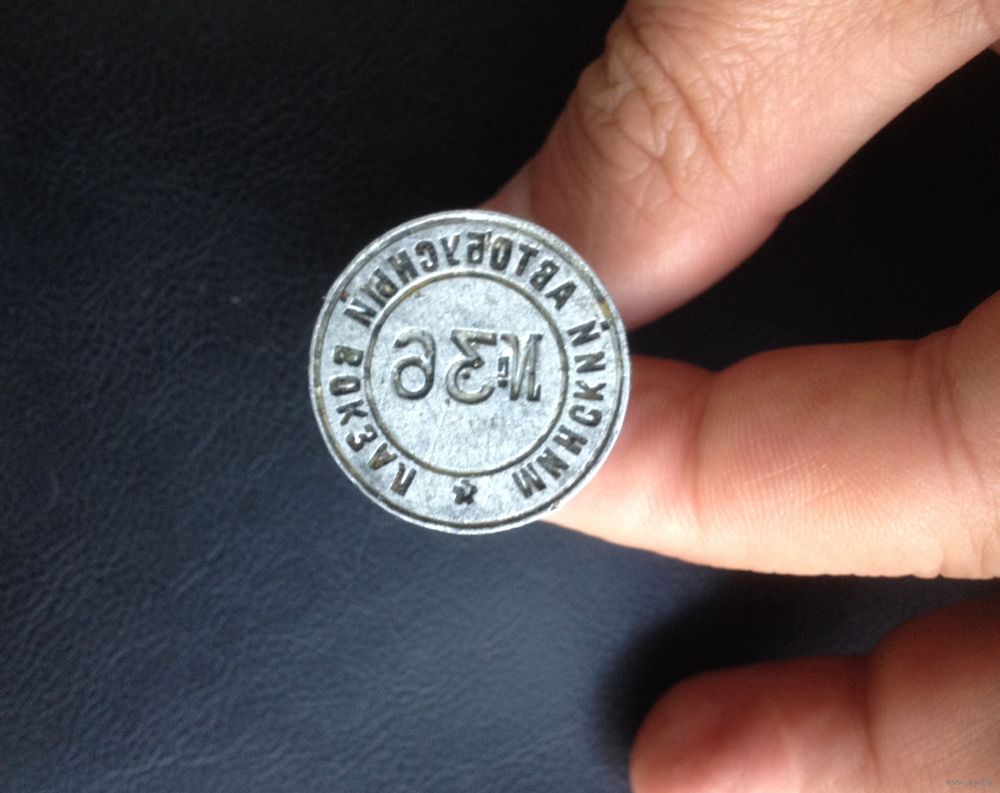 МИНСКИЙ АВТОБУСНЫЙ ВОКЗАЛ
№36